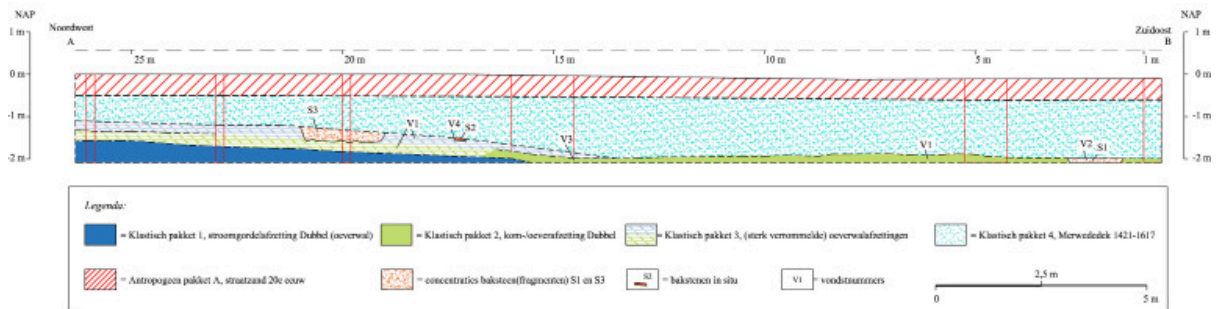 NAP
NAP
Noordwest
Zuidoost
1 m
A
B
1 m
25 m
20 m
15 m
10 m
5 m
1 m
0 m
0 m
-1 m
S3
V1
V4
S2
-1 m
V3
V1
V2
S1
-2 m
-2 m
Legenda:
= Klastisch pakket 1, stroomgordelafzetting Dubbel (oeverwal)
= Klastisch pakket 2, kom-/oeverafzetting Dubbel
= Klastisch pakket 3, (sterk verrommelde) oeverwalafzettingen
= Klastisch pakket 4, Merwededek 1421-1617
= Antropogeen pakket A, straatzand 20e eeuw
= concentraties baksteen(fragmenten) S1 en S3
S2
= bakstenen in situ
V1
= vondstnummers
2,5 m
0
5 m